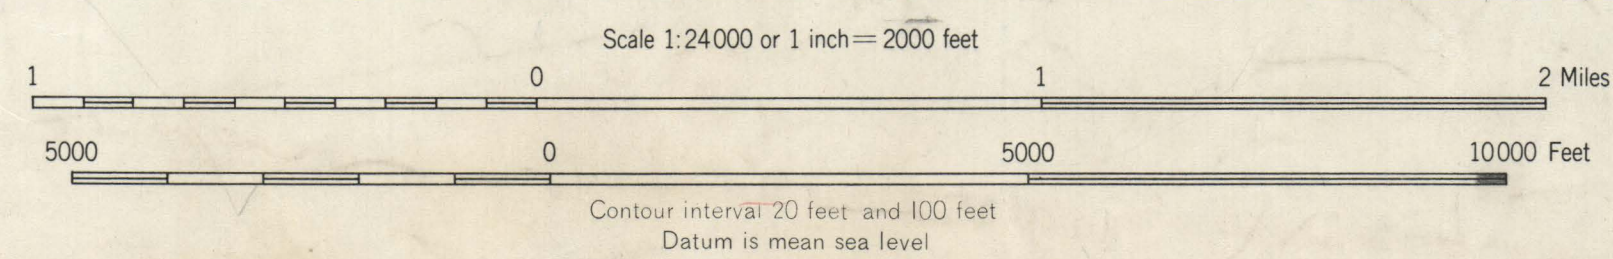 Scale 1:24000 or 1 inch=2000 feet
1 0 1 2 Miles
5000 0 5000 10000 Feet
Contour interval 20 feet and 100 feet
Datum is mean sea level